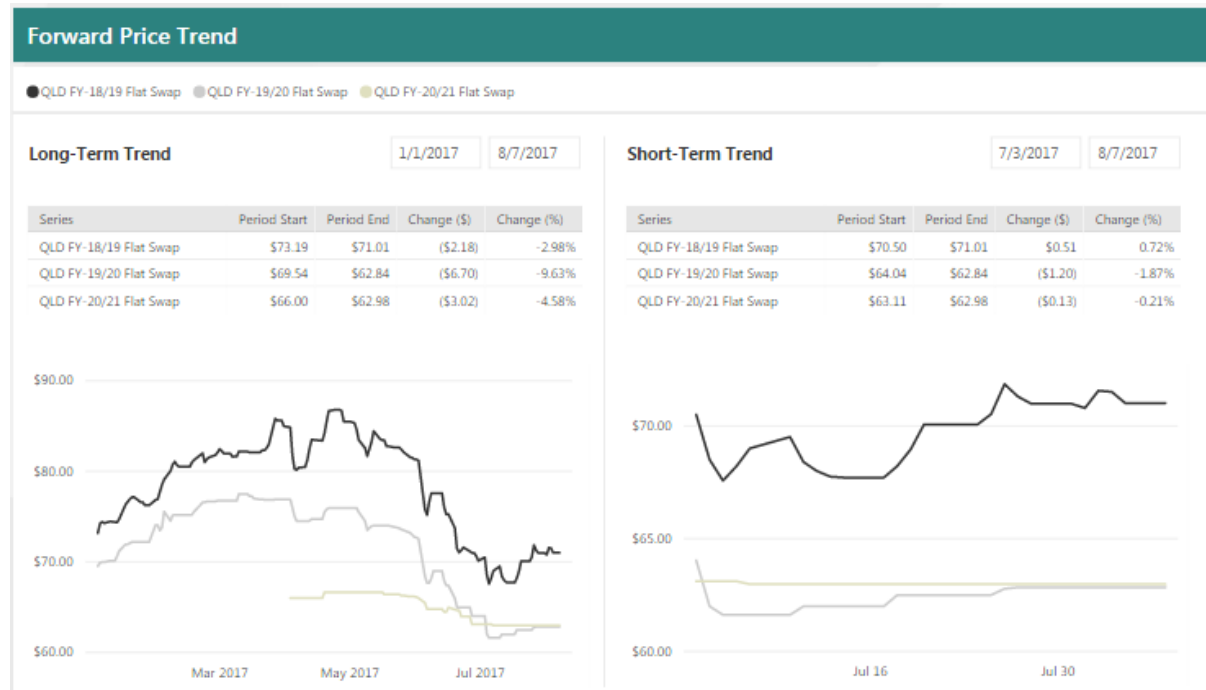 Forward Price Trend
QLD FY-18/19 Flat Swap QLD FY-19/20 Flat Swap QLD FY-20/21 Flat Swap
Long-Term Trend 1/1/2017 8/7/2017
Series Period Start Period End Change ($) Change (%)
QLD FY-18/19 Flat Swap $73.19 $71.01 ($2.18) -2.98%
QLD FY-19/20 Flat Swap $69.54 $62.84 ($6.70) -9.63%
QLD FY-20/21 Flat Swap $66.00 $62.98 ($3.02) -4.58%
$90.00
$80.00
$70.00
$60.00
Mar 2017 May 2017 Jul 2017
Short-Term Trend 7/3/2017 8/7/2017
Series Period Start Period End Change ($) Change (%)
QLD FY-18/19 Flat Swap $70.50 $71.01 $0.51 0.72%
QLD FY-19/20 Flat Swap $64.04 $62.84 ($1.20) -1.87%
QLD FY-20/21 Flat Swap $63.11 $62.98 ($0.13) -0.21%
$70.00
$65.00
$60.00
Jul 16 Jul 30